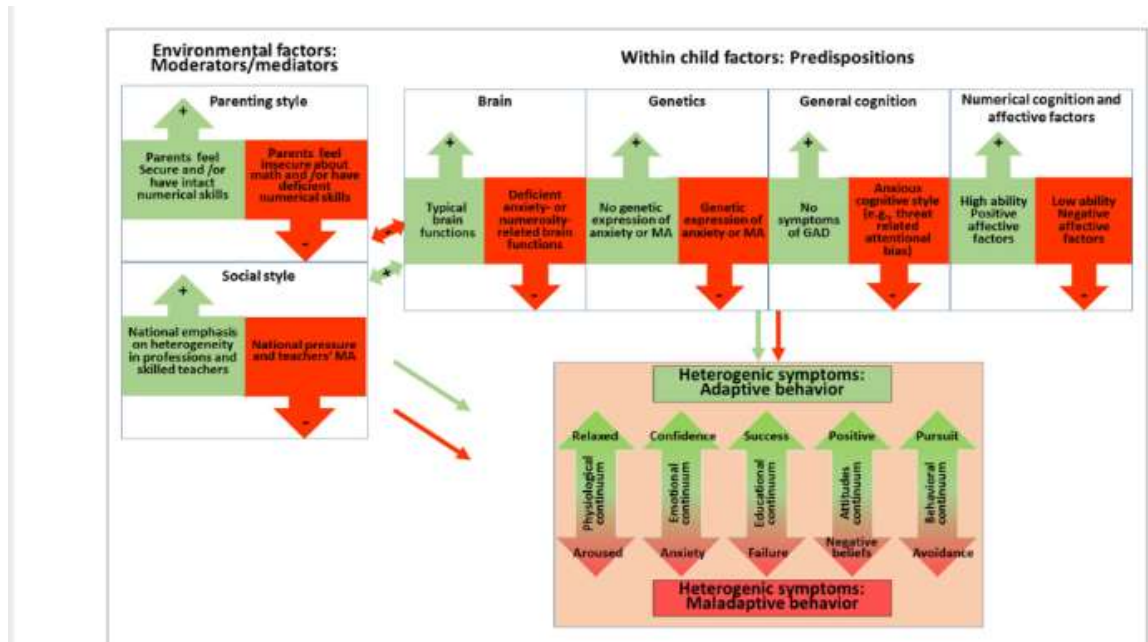 Environmental factors:
Moderators/mediators
Within child factors: Predispositions
Parenting style
+
Parents feel
Secure and /or
have intact
numerical skills
Parents feel
insecure about
math and /or have
deficient
numerical skills
-
Social style
+
National emphasis
on heterogeneity
in professions and
skilled teachers
National pressure
and teachers' MA
-
-
+
Brain
+
Typical
brain
functions
Deficient
anxiety- or
numerosity-
related brain
functions
-
Genetics
+
No genetic
expression of
anxiety or MA
Genetic
expression of
anxiety or MA
-
General cognition
+
No
symptoms
of GAD
Anxious
cognitive style
(e.g., threat
related
attentional
bias)
-
Numerical cognition and
affective factors
+
High ability
Positive
affective
factors
Low ability
Negative
affective
factors
-
Heterogenic symptoms:
Adaptive behavior
Relaxed
Physiological
continuum
Aroused
Confidence
Emotional
continuum
Anxiety
Success
Educational
continuum
Failure
Positive
Attitudes
continuum
Negative
beliefs
Pursuit
Behavioral
continuum
Avoidance
Heterogenic symptoms:
Maladaptive behavior